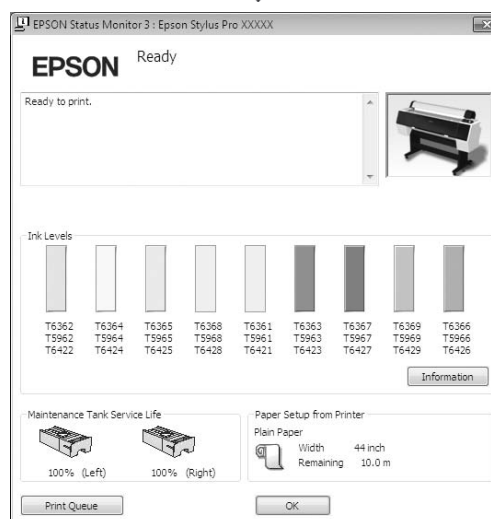 EPSON Status Monitor 3 : Epson Stylus Pro XXXXX
EPSON
Ready
Ready to print.
Ink Levels
T6362 T6364 T6365 T6368 T6361 T6363 T6367 T6369 T6366
T5962 T5964 T5965 T5968 T5961 T5963 T5967 T5969 T5966
T6422 T6424 T6425 T6428 T6421 T6423 T6427 T6429 T6426
Information
Maintenance Tank Service Life
100% (Left) 100% (Right)
Paper Setup from Printer
Plain Paper
Width 44 inch
Remaining 10.0 m
Print Queue
OK